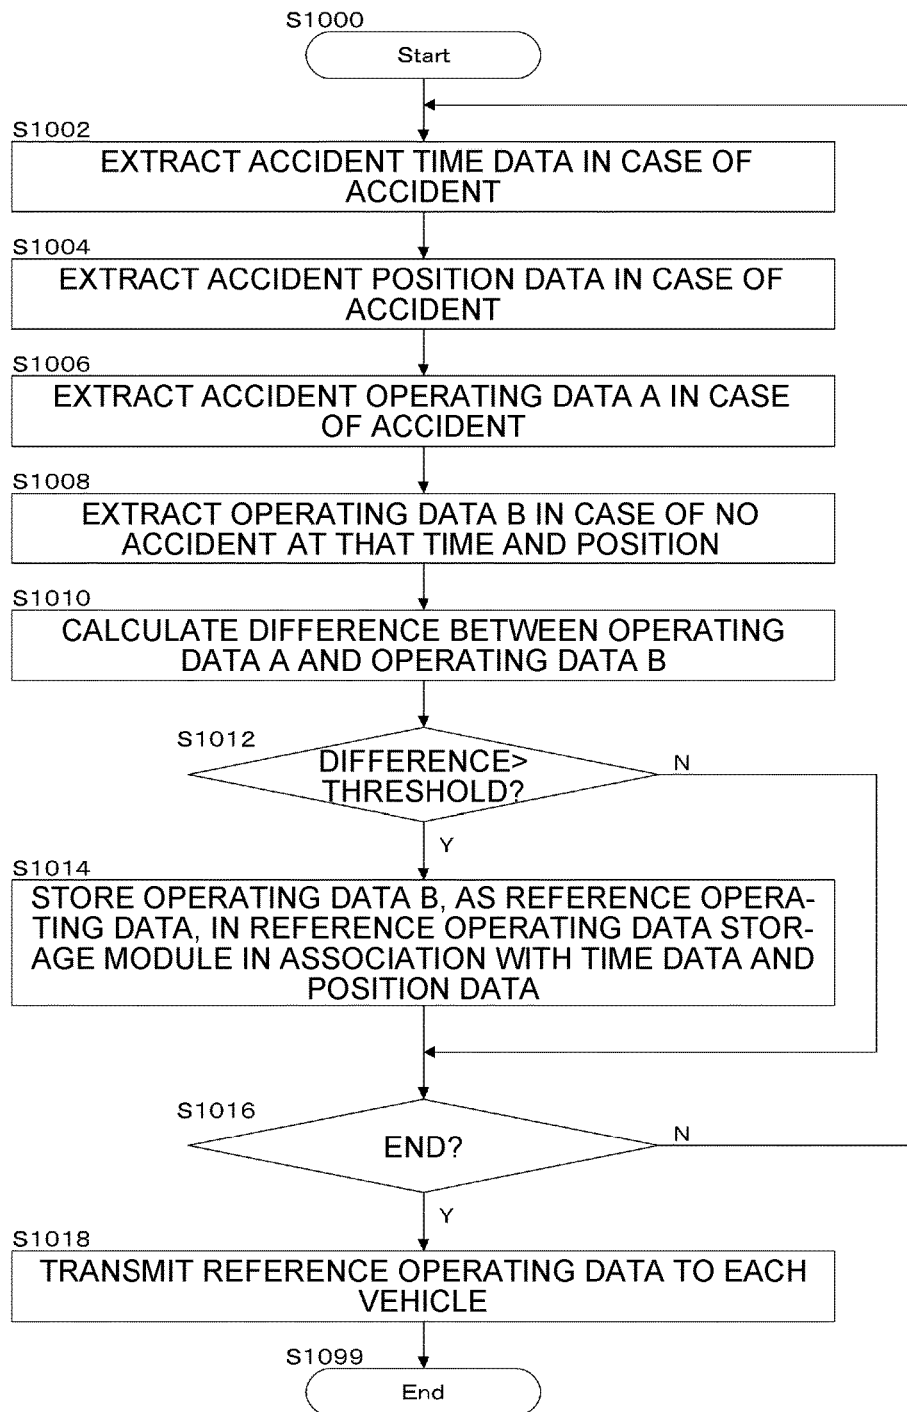 S1000
Start
S1002
EXTRACT ACCIDENT TIME DATA IN CASE OF
ACCIDENT
S1004
EXTRACT ACCIDENT POSITION DATA IN CASE OF
ACCIDENT
S1006
EXTRACT ACCIDENT OPERATING DATA A IN CASE
OF ACCIDENT
S1008
EXTRACT OPERATING DATA B IN CASE OF NO
ACCIDENT AT THAT TIME AND POSITION
S1010
CALCULATE DIFFERENCE BETWEEN OPERATING
DATA A AND OPERATING DATA B
S1012
DIFFERENCE>
THRESHOLD?
N
Y
S1014
STORE OPERATING DATA B, AS REFERENCE OPERA-
TING DATA, IN REFERENCE OPERATING DATA STOR-
AGE MODULE IN ASSOCIATION WITH TIME DATA AND
POSITION DATA
S1016
END?
N
Y
S1018
TRANSMIT REFERENCE OPERATING DATA TO EACH
VEHICLE
S1099
End